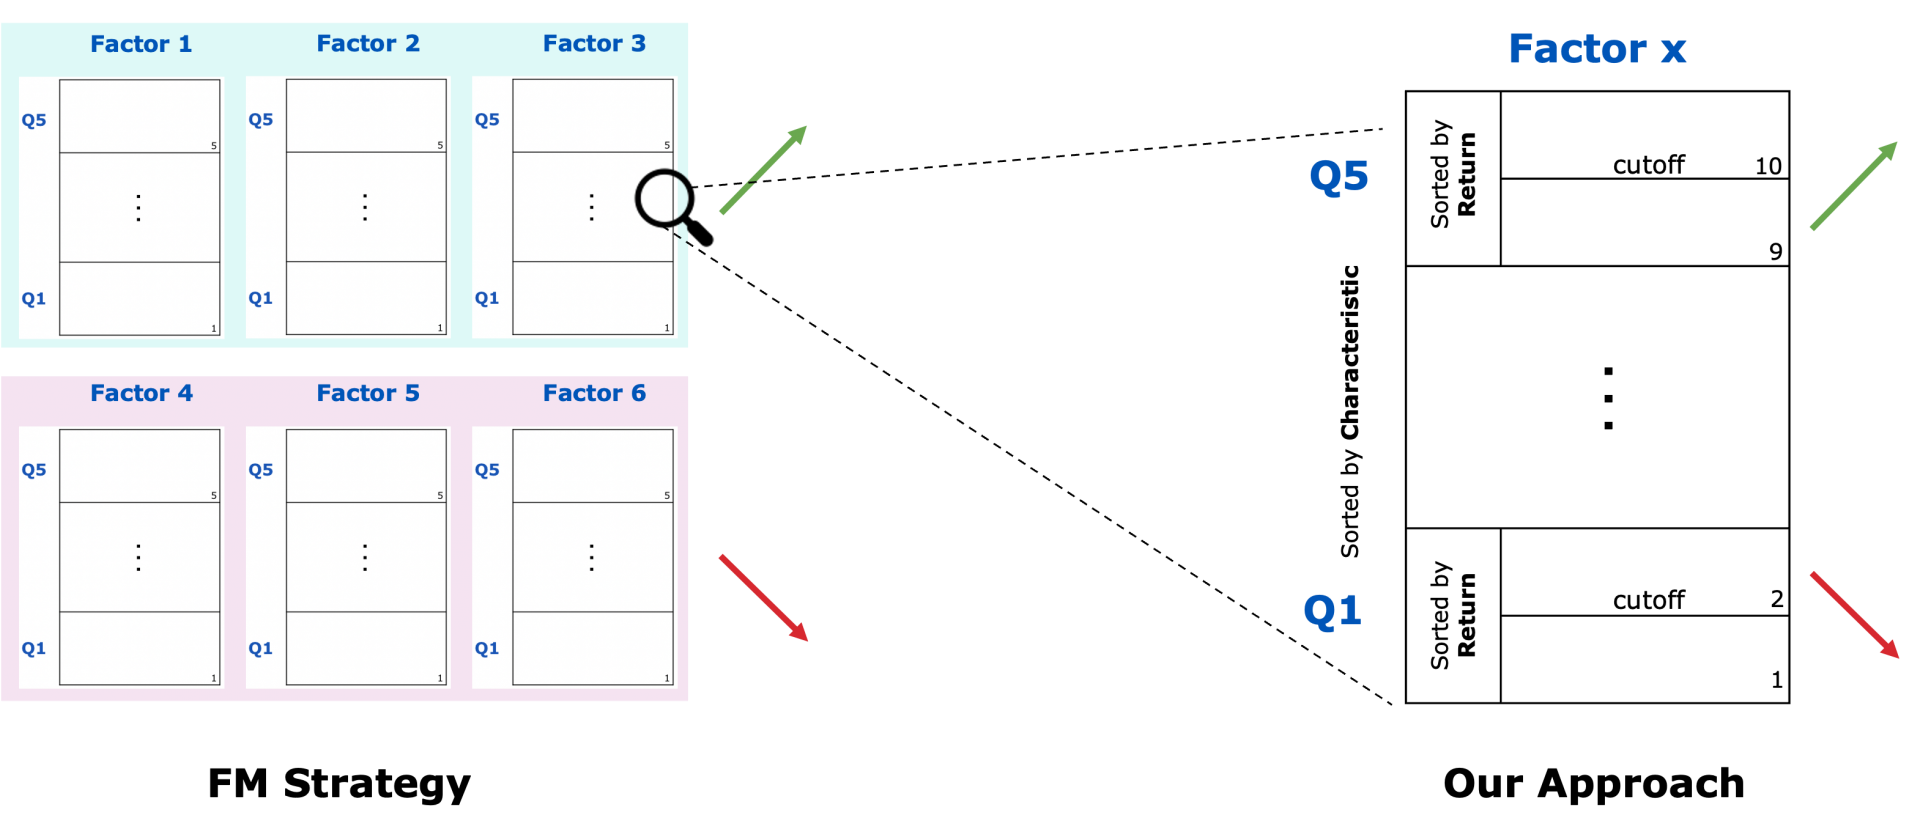 Factor 1
Factor 2
Factor 3
Q5
5
⋮
Q1
1
Q5
5
⋮
Q1
1
Q5
5
⋮
Q1
1
Factor 4
Factor 5
Factor 6
Q5
5
⋮
Q1
1
Q5
5
⋮
Q1
1
Q5
5
⋮
Q1
1
FM Strategy
Factor x
Q5
Sorted by
Return
cutoff
10
9
Sorted by Characteristic
⋮
Q1
Sorted by
Return
cutoff
2
1
Our Approach